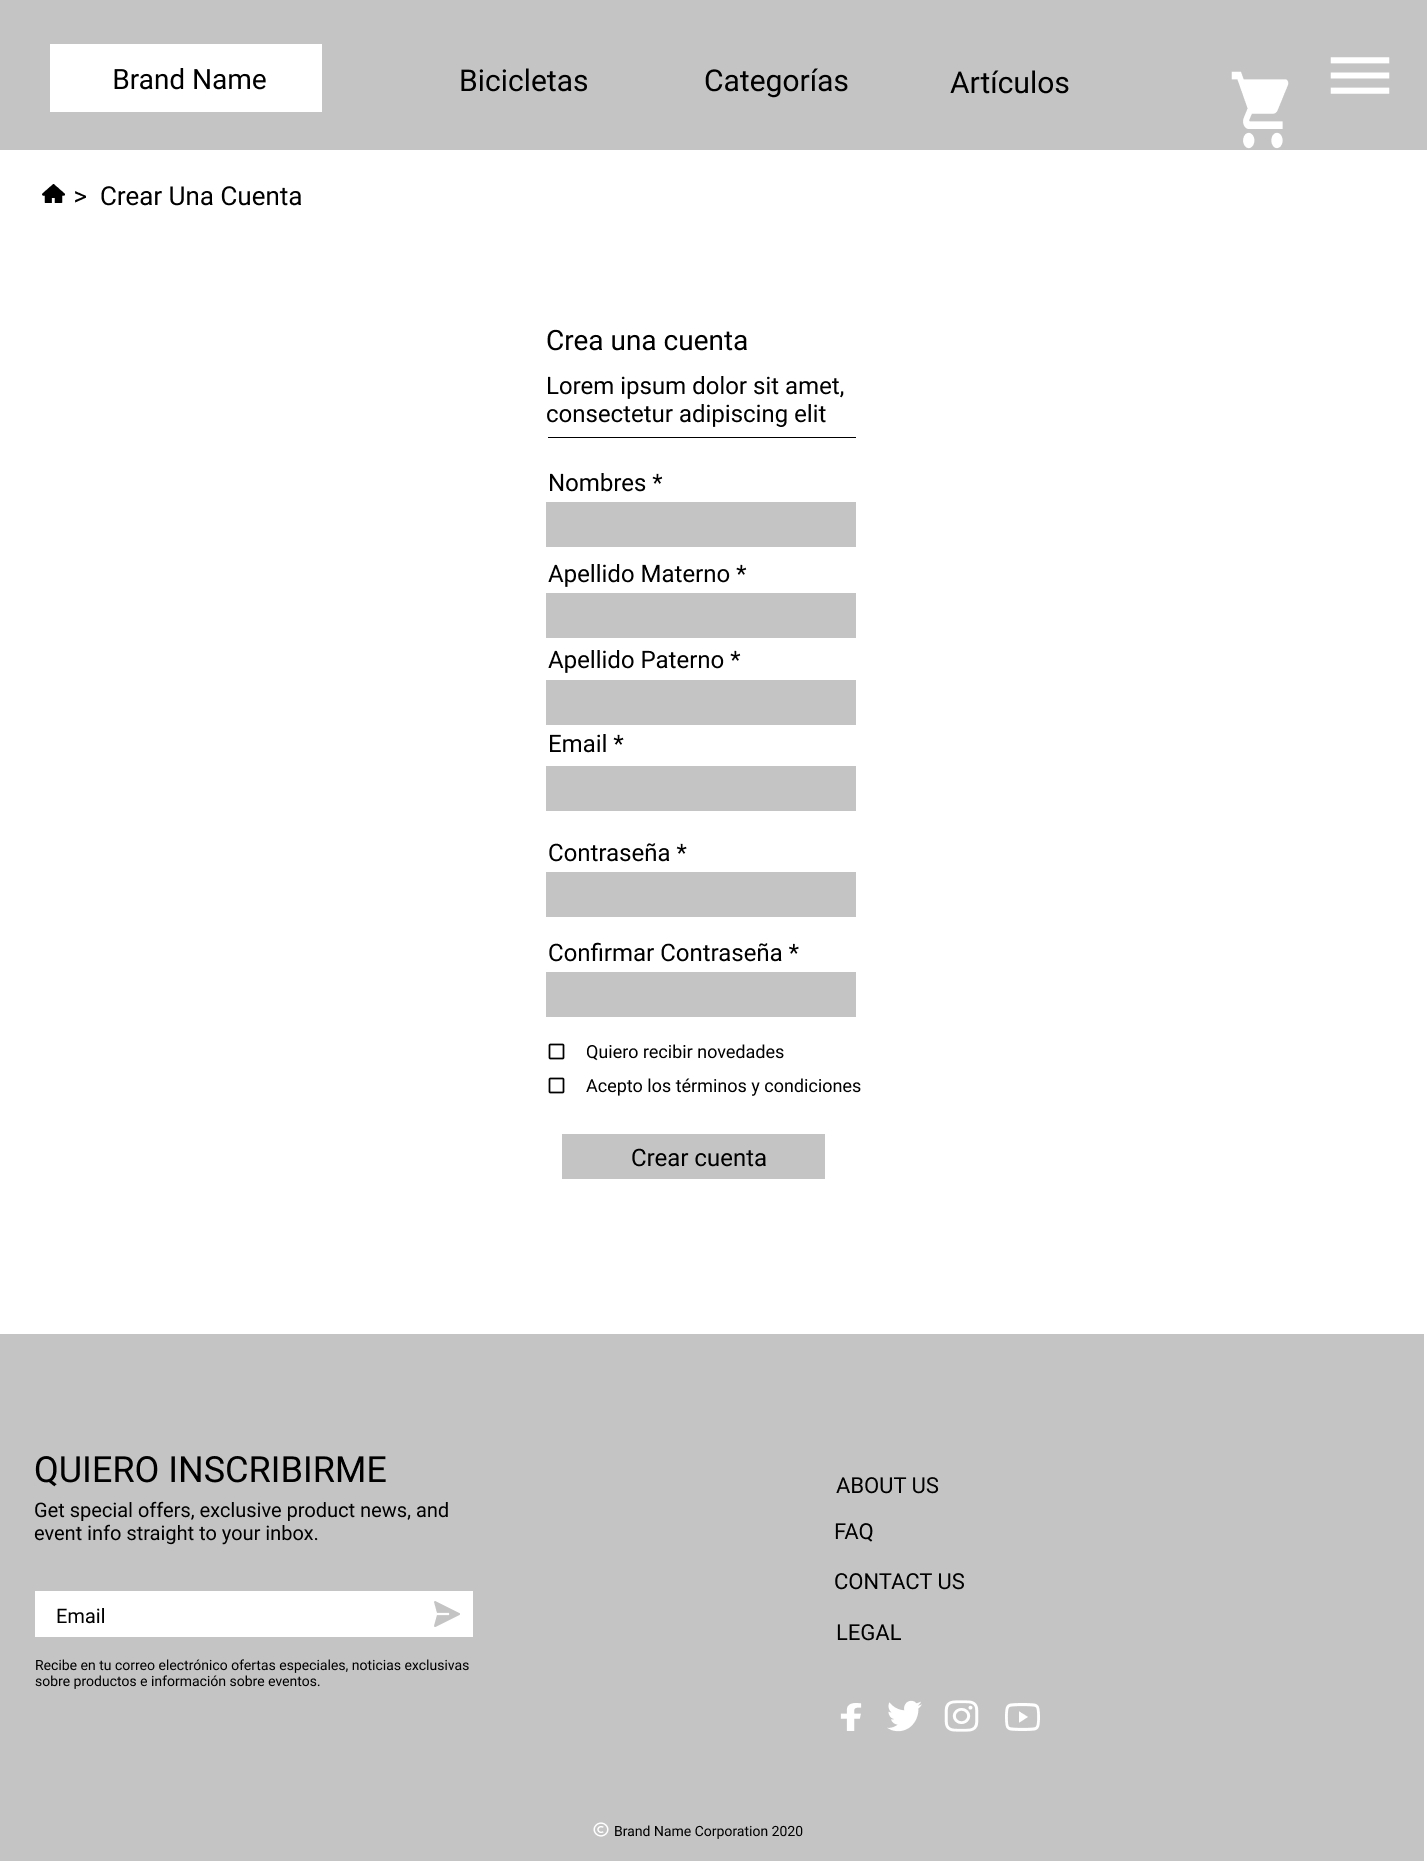 Brand Name
Bicicletas
Categorías
Artículos
> Crear Una Cuenta
Crea una cuenta
Lorem ipsum dolor sit amet,
consectetur adipiscing elit
Nombres *
Apellido Materno *
Apellido Paterno *
Email *
Contraseña *
Confirmar Contraseña *
Quiero recibir novedades
Acepto los términos y condiciones
Crear cuenta
QUIERO INSCRIBIRME
Get special offers, exclusive product news, and
event info straight to your inbox.
Email
Recibe en tu correo electrónico ofertas especiales, noticias exclusivas
sobre productos e información sobre eventos.
ABOUT US
FAQ
CONTACT US
LEGAL
© Brand Name Corporation 2020